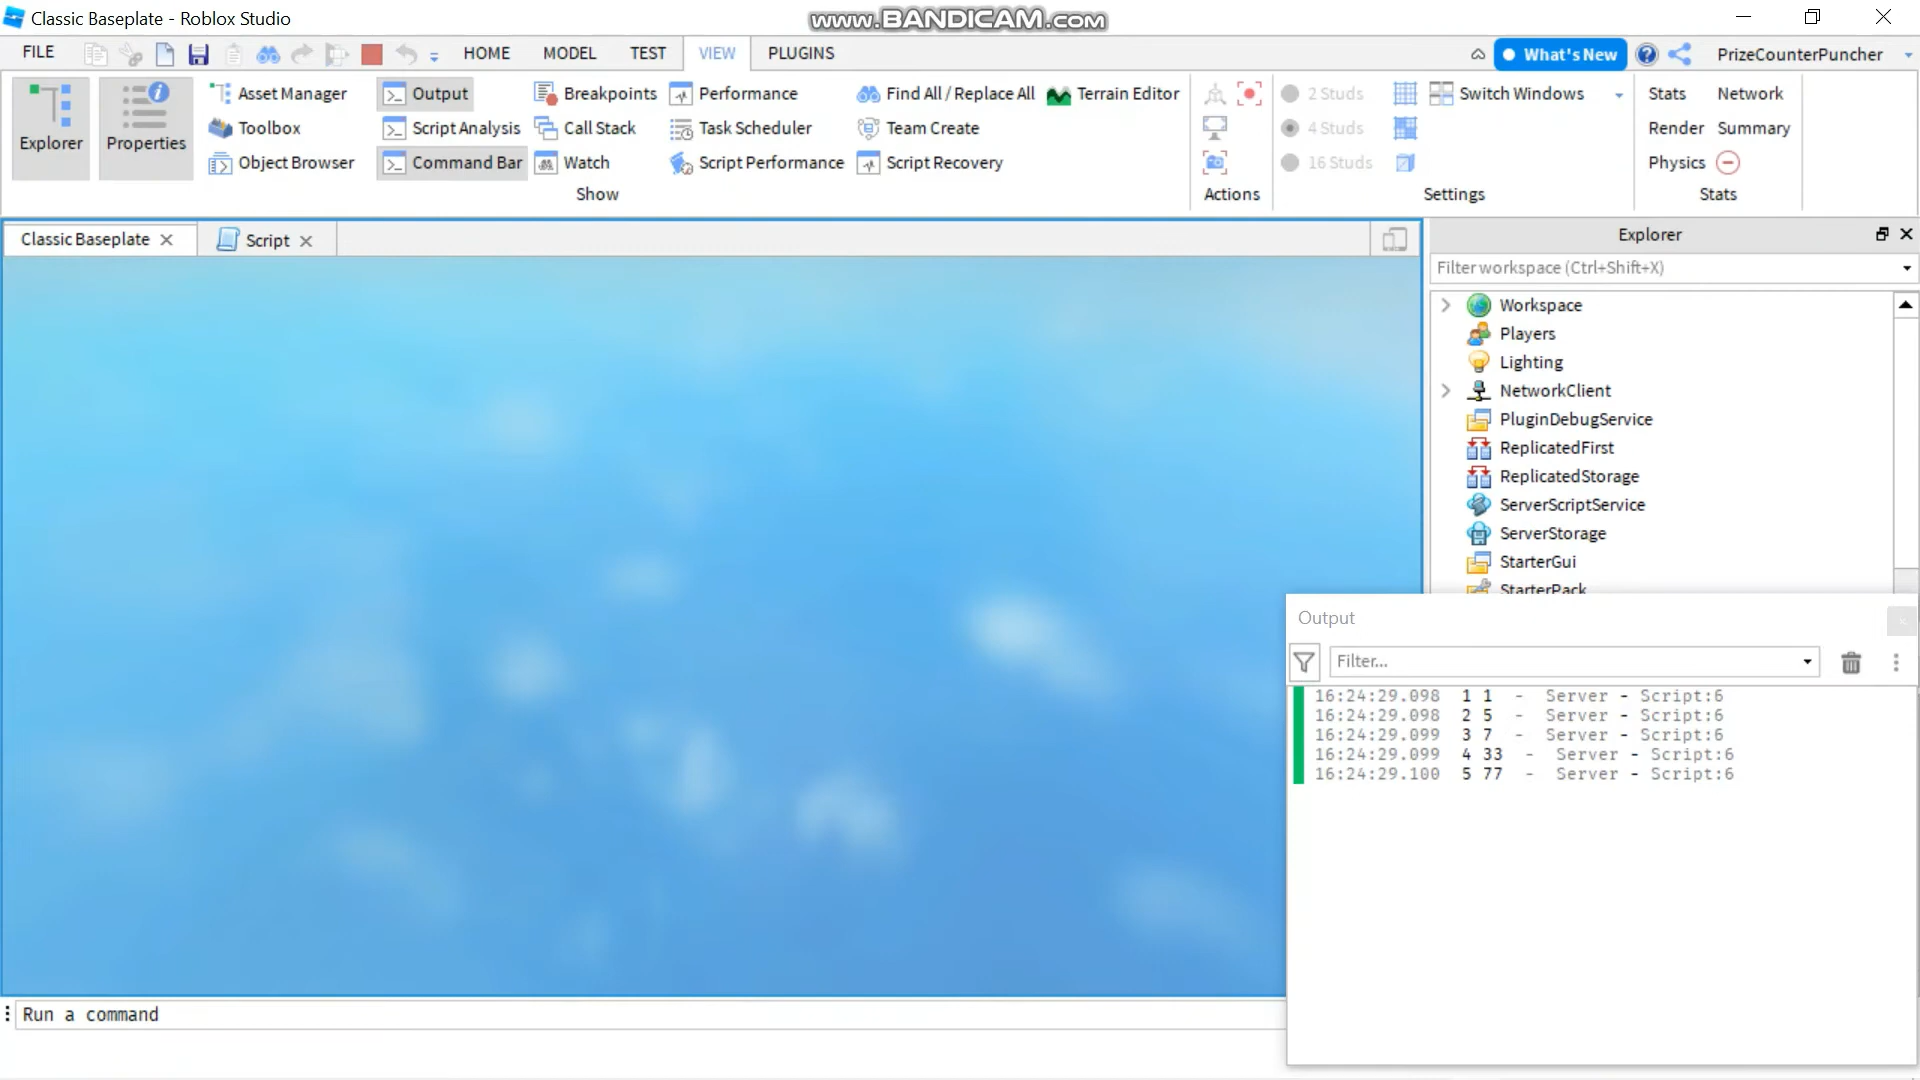 Classic Baseplate - Roblox Studio
www.BANDICAM.com
FILE HOME MODEL TEST VIEW PLUGINS What's New PrizeCounterPuncher
Explorer
Properties
Asset Manager
Toolbox
Object Browser
Output
Script Analysis
Command Bar
Breakpoints
Call Stack
Watch
Performance
Task Scheduler
Script Performance
Find All / Replace All
Team Create
Script Recovery
Terrain Editor
Show
Actions
2 Studs
4 Studs
16 Studs
Switch Windows
Settings
Stats Network
Render Summary
Physics
Stats
Classic Baseplate
Script
Explorer
Filter workspace (Ctrl+Shift+X)
Workspace
Players
Lighting
NetworkClient
PluginDebugService
ReplicatedFirst
ReplicatedStorage
ServerScriptService
ServerStorage
StarterGui
StarterPack
Output
Filter...
16:24:29.098 1 1 - Server - Script:6
16:24:29.098 2 5 - Server - Script:6
16:24:29.099 3 7 - Server - Script:6
16:24:29.099 4 33 - Server - Script:6
16:24:29.100 5 77 - Server - Script:6
Run a command